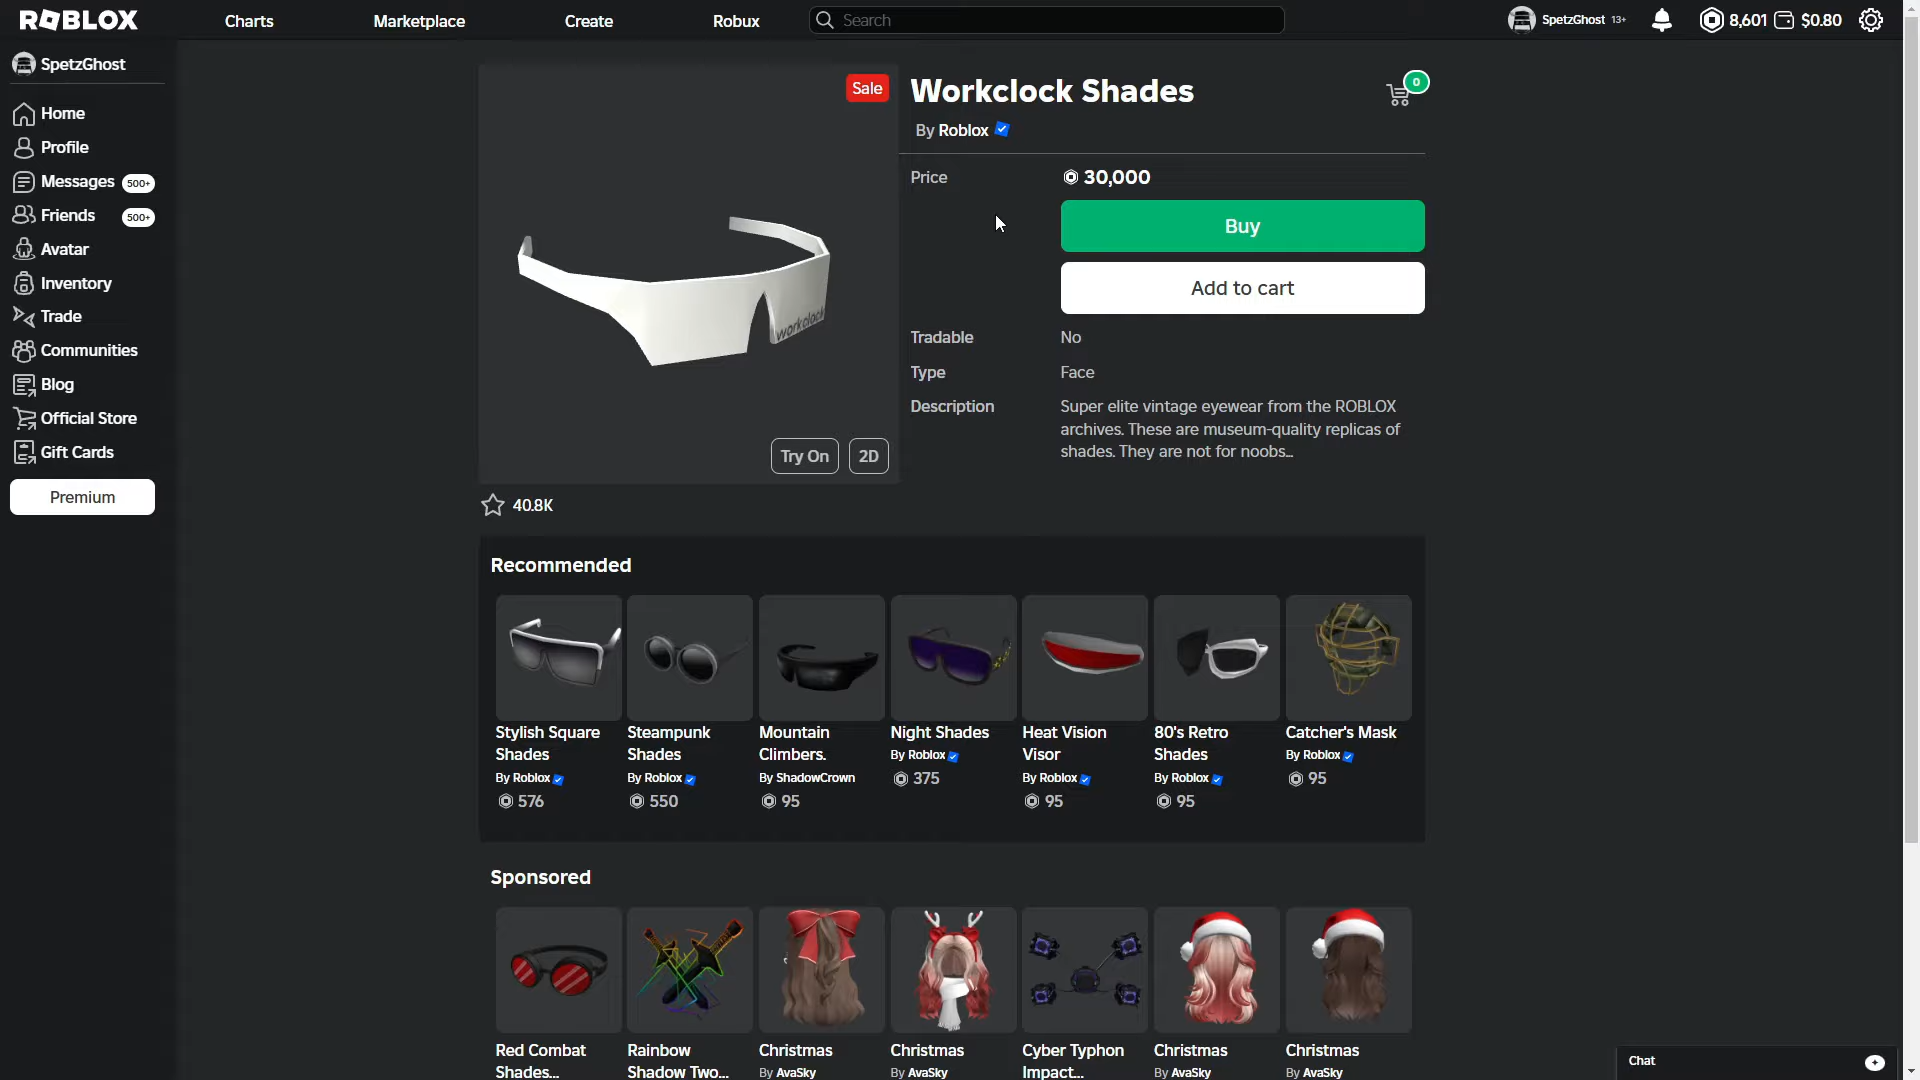 ROBLOX
Charts
Marketplace
Create
Robux
Search
SpetzGhost 13+
8,601
$0.80
SpetzGhost
Home
Profile
Messages 500+
Friends 500+
Avatar
Inventory
Trade
Communities
Blog
Official Store
Gift Cards
Premium
Sale
workclock
Try On
2D
40.8K
Workclock Shades
0
By Roblox
Price
30,000
Buy
Add to cart
Tradable
No
Type
Face
Description
Super elite vintage eyewear from the ROBLOX
archives. These are museum-quality replicas of
shades. They are not for noobs...
Recommended
Stylish Square
Shades
By Roblox
576
Steampunk
Shades
By Roblox
550
Mountain
Climbers.
By ShadowCrown
95
Night Shades
By Roblox
375
Heat Vision
Visor
By Roblox
95
80's Retro
Shades
By Roblox
95
Catcher's Mask
By Roblox
95
Sponsored
Red Combat
Shades...
Rainbow
Shadow Two...
Christmas
By AvaSky
Christmas
By AvaSky
Cyber Typhon
Impact...
Christmas
By AvaSky
Christmas
By AvaSky
Chat